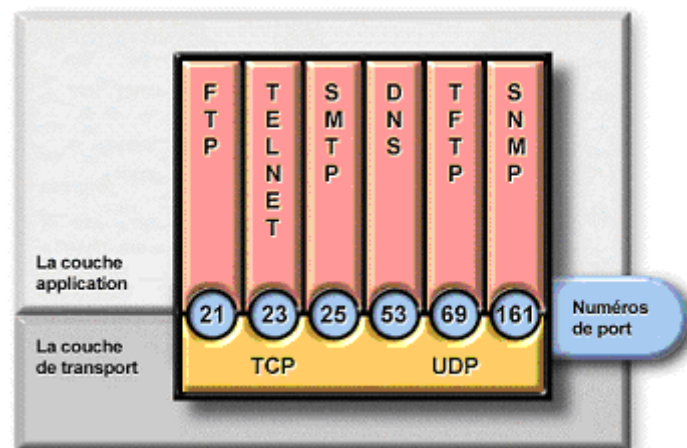 FTP
TELNET
SMTP
DNS
TFTP
SNMP
La couche
application
21 23 25 53 69 161
Numéros
de port
La couche
de transport
TCP UDP